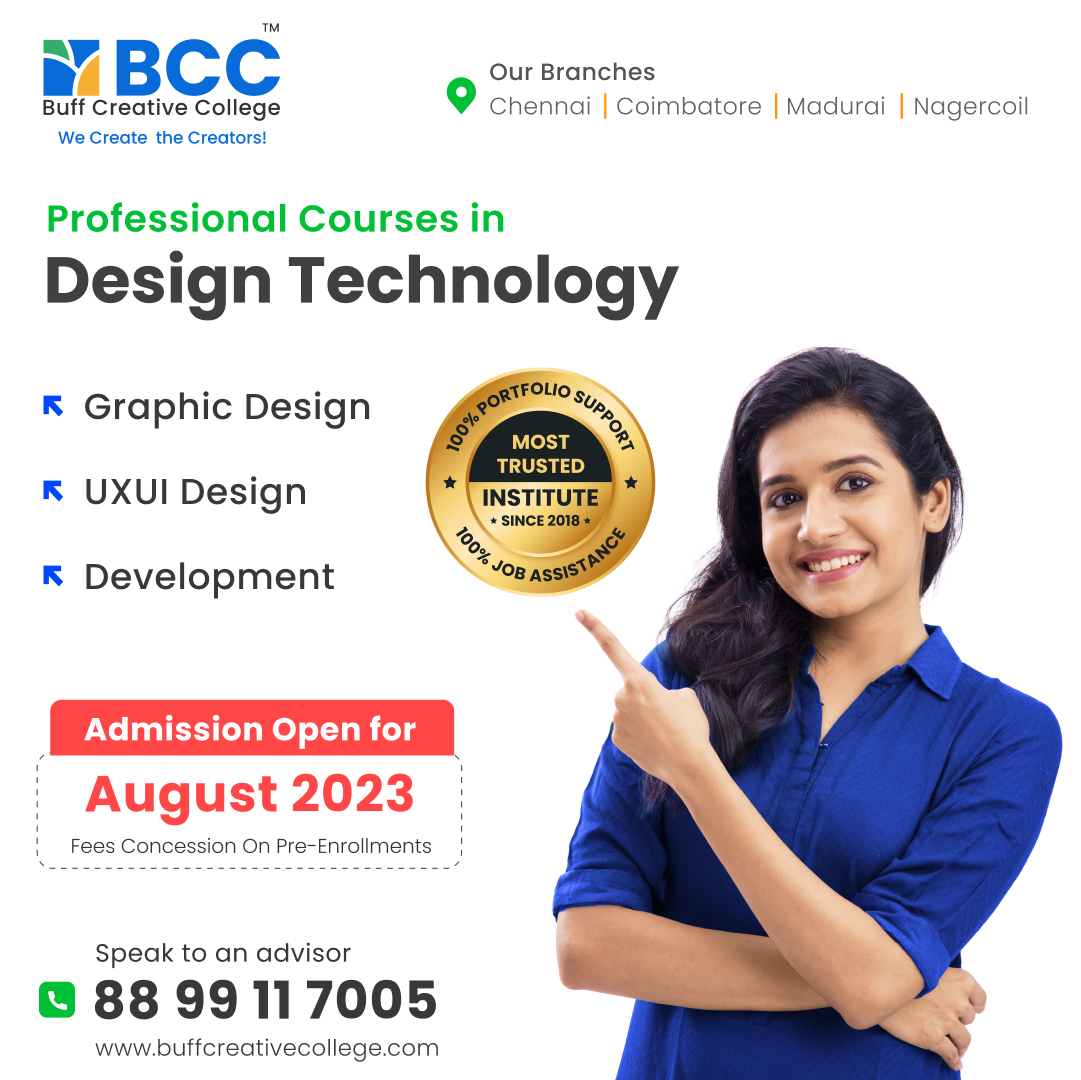 BCC™
Buff Creative College
We Create the Creators!
Our Branches
Chennai | Coimbatore | Madurai | Nagercoil
Professional Courses in
Design Technology
Graphic Design
UXUI Design
Development
100% PORTFOLIO SUPPORT
MOST
TRUSTED
INSTITUTE
★ SINCE 2018 ★
100% JOB ASSISTANCE
Admission Open for
August 2023
Fees Concession On Pre-Enrollments
Speak to an advisor
88 99 11 7005
www.buffcreativecollege.com